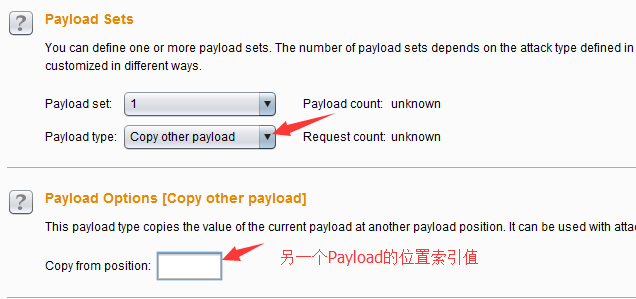 Payload Sets
You can define one or more payload sets. The number of payload sets depends on the attack type defined in
customized in different ways.
Payload set: 1 Payload count: unknown
Payload type: Copy other payload Request count: unknown
Payload Options [Copy other payload]
This payload type copies the value of the current payload at another payload position. It can be used with
Copy from position: 另一个Payload的位置索引值